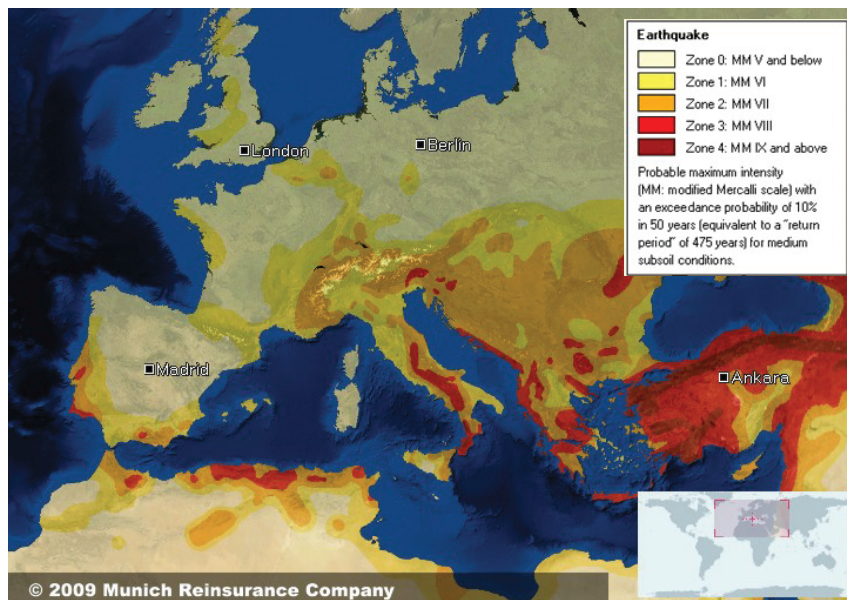 Earthquake
Zone 0: MM V and below
Zone 1: MM VI
Zone 2: MM VII
Zone 3: MM VIII
Zone 4: MM IX and above
Probable maximum intensity
(MM: modified Mercalli scale) with
an exceedance probability of 10%
in 50 years (equivalent to a "return
period" of 475 years) for medium
subsoil conditions.
London
Berlin
Madrid
Ankara
© 2009 Munich Reinsurance Company